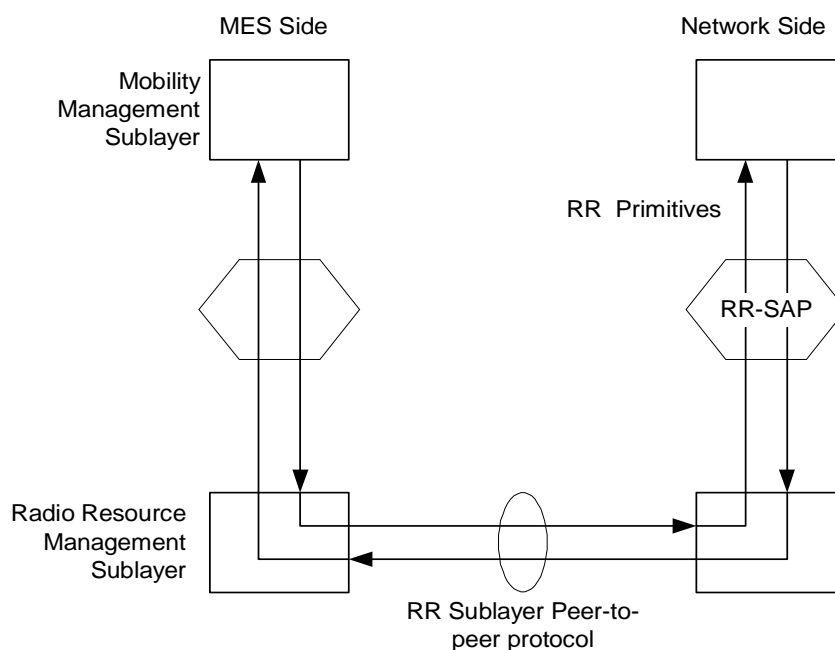 MES Side
Network Side
Mobility
Management
Sublayer
RR Primitives
RR-SAP
Radio Resource
Management
Sublayer
RR Sublayer Peer-to-
peer protocol